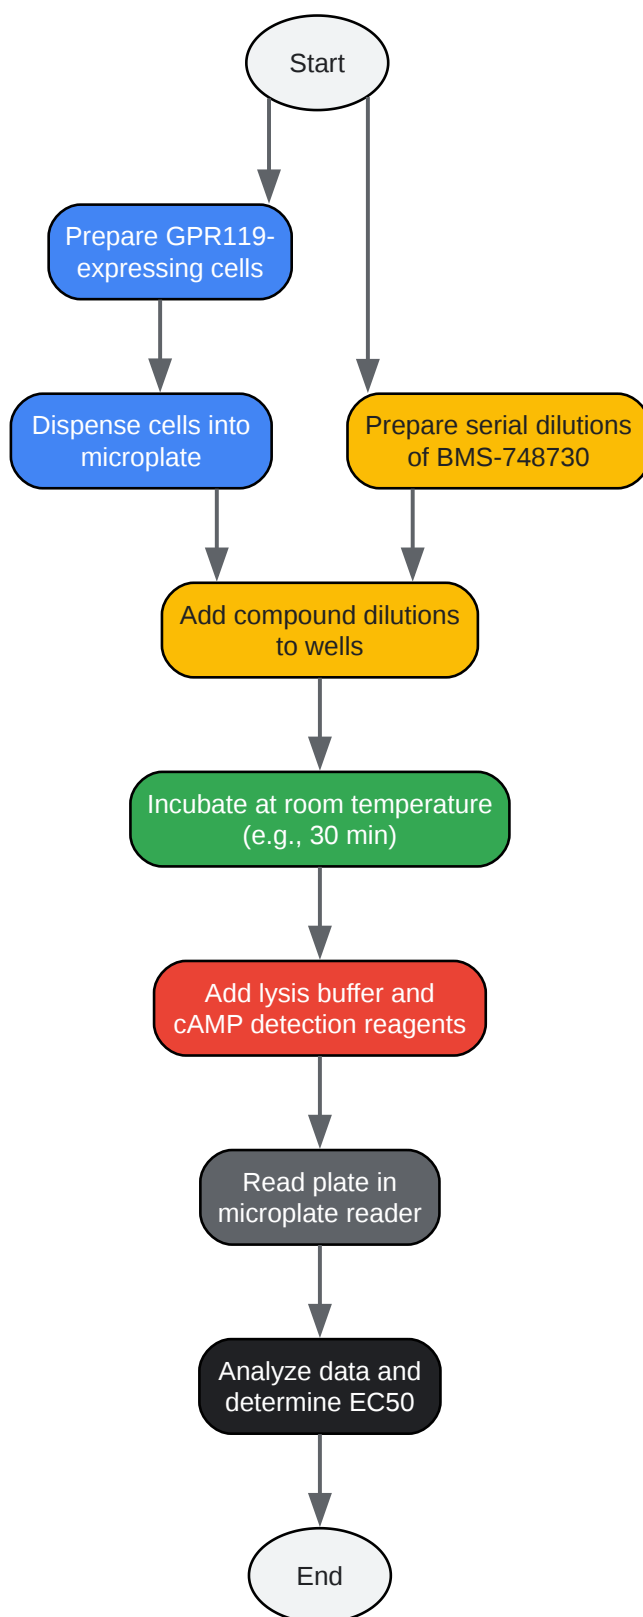 Start
Prepare GPR119-
expressing cells
Dispense cells into
microplate
Prepare serial dilutions
of BMS-748730
Add compound dilutions
to wells
Incubate at room temperature
(e.g., 30 min)
Add lysis buffer and
cAMP detection reagents
Read plate in
microplate reader
Analyze data and
determine EC50
End